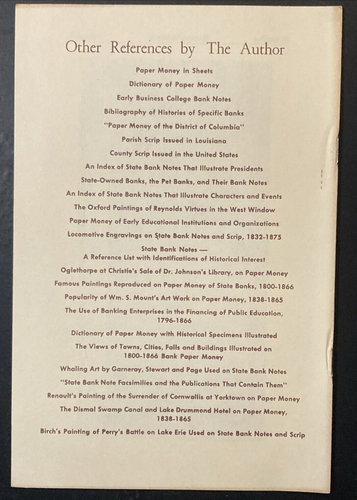 Other References by The Author
Paper Money in Sheets
Dictionary of Paper Money
Early Business College Bank Notes
Bibliography of Histories of Specific Banks
"Paper Money of the District of Columbia"
Parish Scrip Issued in Louisiana
County Scrip Issued in the United States
An Index of State Bank Notes That Illustrate Presidents
State-Owned Banks, the Pet Banks, and Their Bank Notes
An Index of State Bank Notes That Illustrate Characters and Events
The Oxford Paintings of Reynolds Virtues in the West Window
Paper Money of Early Educational Institutions and Organizations
Locomotive Engravings on State Bank Notes and Scrip, 1832-1875
State Bank Notes —
A Reference List with Identifications of Historical Interest
Oglethorpe at Christie's Sale of Dr. Johnson's Library, on Paper Money
Famous Paintings Reproduced on Paper Money of State Banks, 1800-1866
Popularity of Wm. S. Mount's Art Work on Paper Money, 1838-1865
The Use of Banking Enterprises in the Financing of Public Education,
1796-1866
Dictionary of Paper Money with Historical Specimens Illustrated
The Views of Towns, Cities, Falls and Buildings Illustrated on
1800-1866 Bank Paper Money
Whaling Art by Garneray, Stewart and Page Used on State Bank Notes
"State Bank Note Facsimilies and the Publications That Contain Them"
Renault's Painting of the Surrender of Cornwallis at Yorktown on Paper Money
The Dismal Swamp Canal and Lake Drummond Hotel on Paper Money,
1838-1865
Birch's Painting of Perry's Battle on Lake Erie Used on State Bank Notes and Scrip